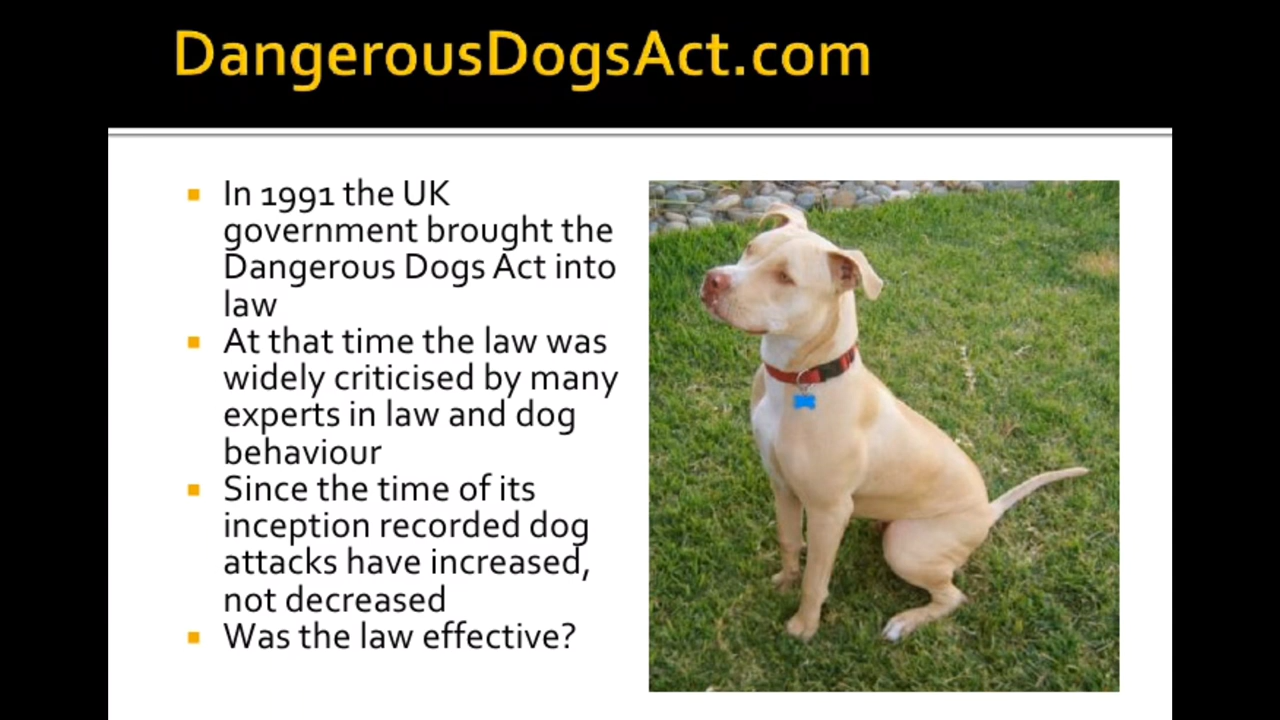 DangerousDogsAct.com
In 1991 the UK
government brought the
Dangerous Dogs Act into
law
At that time the law was
widely criticised by many
experts in law and dog
behaviour
Since the time of its
inception recorded dog
attacks have increased,
not decreased
Was the law effective?